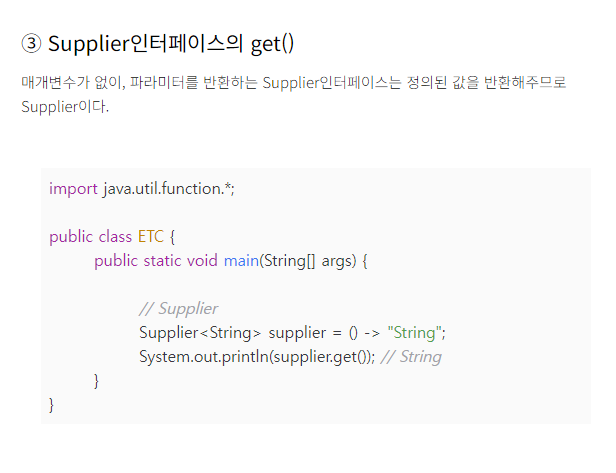 ③ Supplier인터페이스의 get()
매개변수가 없이, 파라미터를 반환하는 Supplier인터페이스는 정의된 값을 반환해주므로
Supplier이다.
import java.util.function.*;
public class ETC {
public static void main(String[] args) {
// Supplier
Supplier<String> supplier = () -> "String";
System.out.println(supplier.get()); // String
}
}